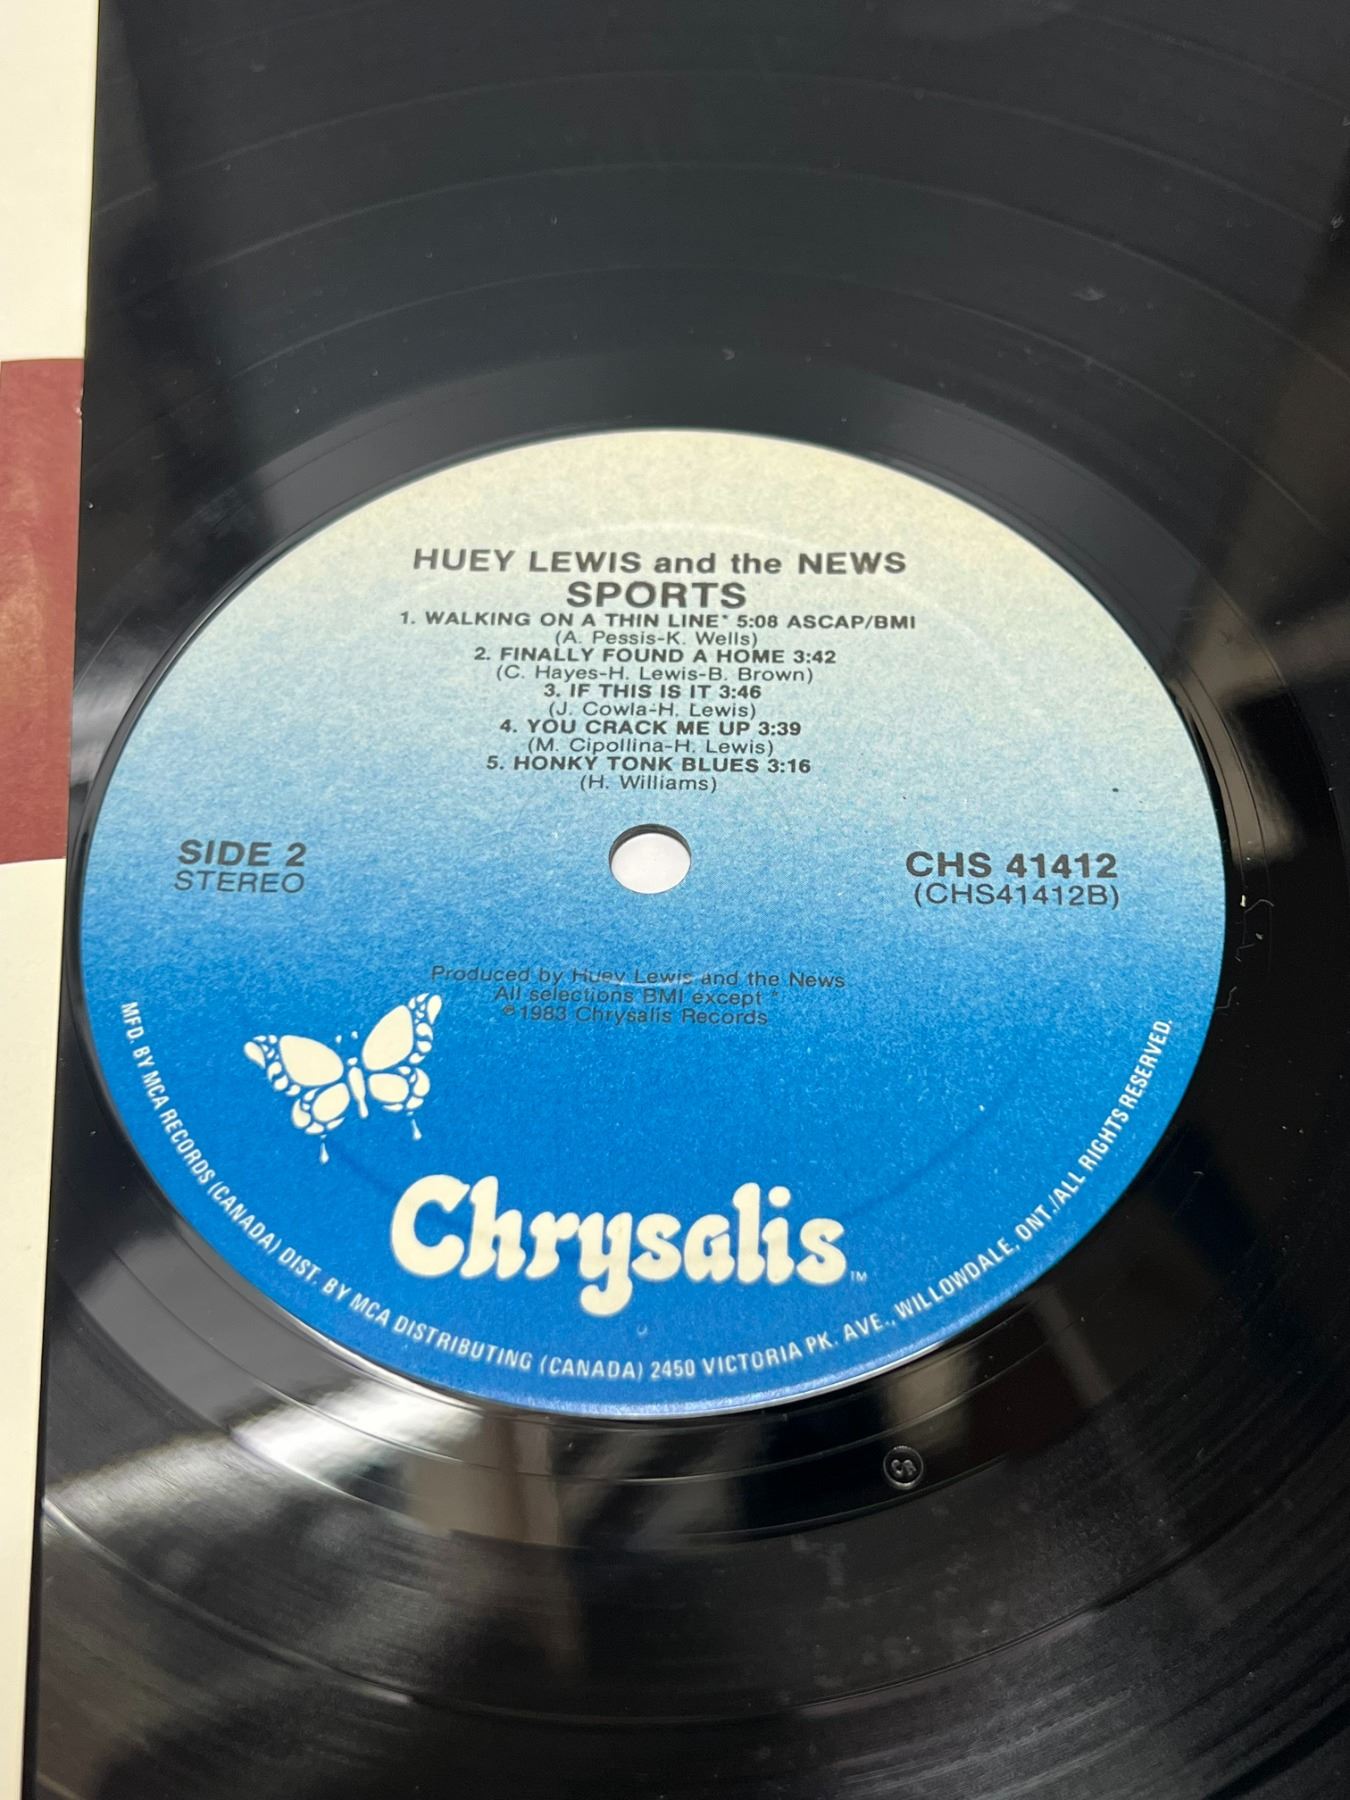 HUEY LEWIS and the NEWS
SPORTS
1. WALKING ON A THIN LINE* 5:08 ASCAP/BMI
(A. Pessis-K. Wells)
2. FINALLY FOUND A HOME 3:42
(C. Hayes-H. Lewis-B. Brown)
3. IF THIS IS IT 3:46
(J. Cowla-H. Lewis)
4. YOU CRACK ME UP 3:39
(M. Cipollina-H. Lewis)
5. HONKY TONK BLUES 3:16
(H. Williams)
SIDE 2
STEREO
CHS 41412
(CHS41412B)
Produced by Huey Lewis and the News
All selections BMI except *
℗1983 Chrysalis Records
Chrysalis™
MFD. BY MCA RECORDS (CANADA) DIST. BY MCA DISTRIBUTING (CANADA) 2450 VICTORIA PK. AVE., WILLOWDALE, ONT./ALL RIGHTS RESERVED.